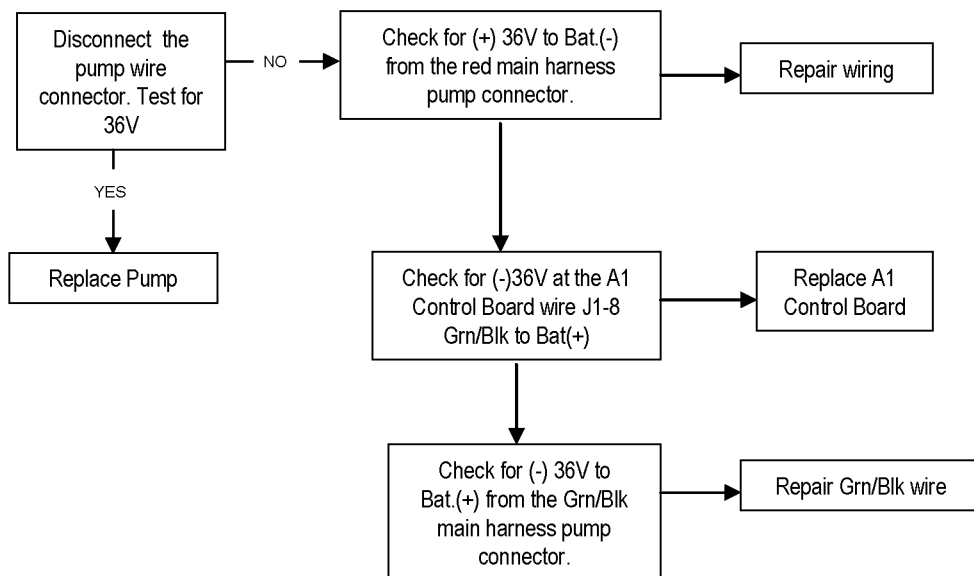 Disconnect the
pump wire
connector. Test for
36V
NO
Check for (+) 36V to Bat.(-)
from the red main harness
pump connector.
Repair wiring
YES
Replace Pump
Check for (-)36V at the A1
Control Board wire J1-8
Grn/Blk to Bat(+)
Replace A1
Control Board
Check for (-) 36V to
Bat.(+) from the Grn/Blk
main harness pump
connector.
Repair Grn/Blk wire